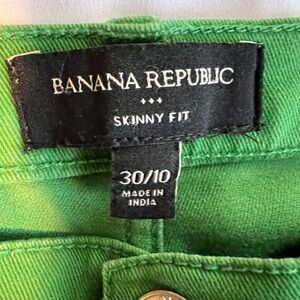 BANANA REPUBLIC
SKINNY FIT
30/10
MADE IN
INDIA